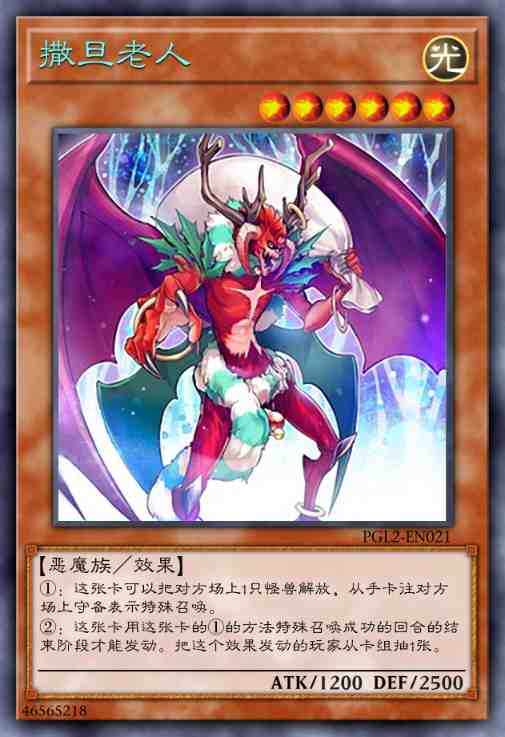 撒旦老人
光
PGL2-EN021
【恶魔族／效果】
①：这张卡可以把对方场上1只怪兽解放，从手卡往对方
场上守备表示特殊召唤。
②：这张卡用这张卡的①的方法特殊召唤成功的回合的结
束阶段才能发动。把这个效果发动的玩家从卡组抽1张。
ATK/1200 DEF/2500
46565218